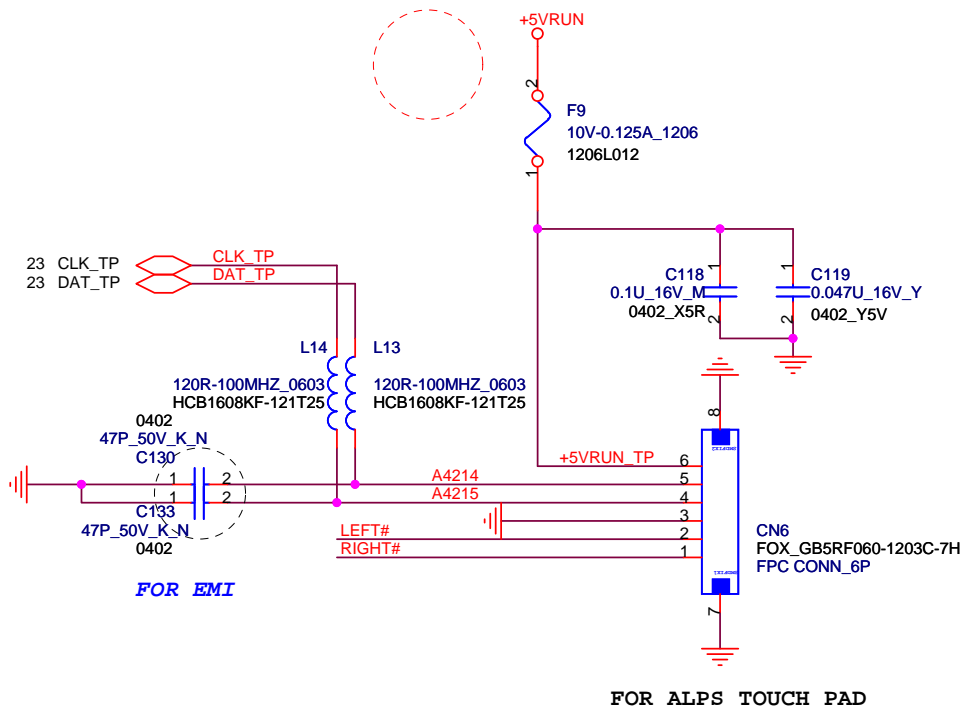 +5VRUN
2
F9
10V-0.125A_1206
1206L012
1
23 CLK_TP
CLK_TP
23 DAT_TP
DAT_TP
1
C118
0.1U_16V_M
0402_X5R
2
1
C119
0.047U_16V_Y
0402_Y5V
2
L14
L13
120R-100MHZ_0603
HCB1608KF-121T25
120R-100MHZ_0603
HCB1608KF-121T25
0402
47P_50V_K_N
C130
1 2
1 2
C133
47P_50V_K_N
0402
FOR EMI
8
+5VRUN_TP 6
A4214 5
A4215 4
3
LEFT# 2
RIGHT# 1
CN6
FOX_GB5RF060-1203C-7H
FPC CONN_6P
7
FOR ALPS TOUCH PAD